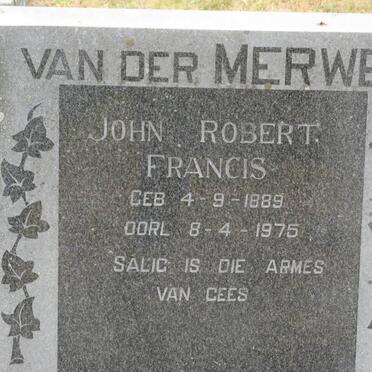 VAN DER MERWE
JOHN ROBERT
FRANCIS
GEB 4-9-1889
OORL 8-4-1975
SALIG IS DIE ARMES
VAN GEES